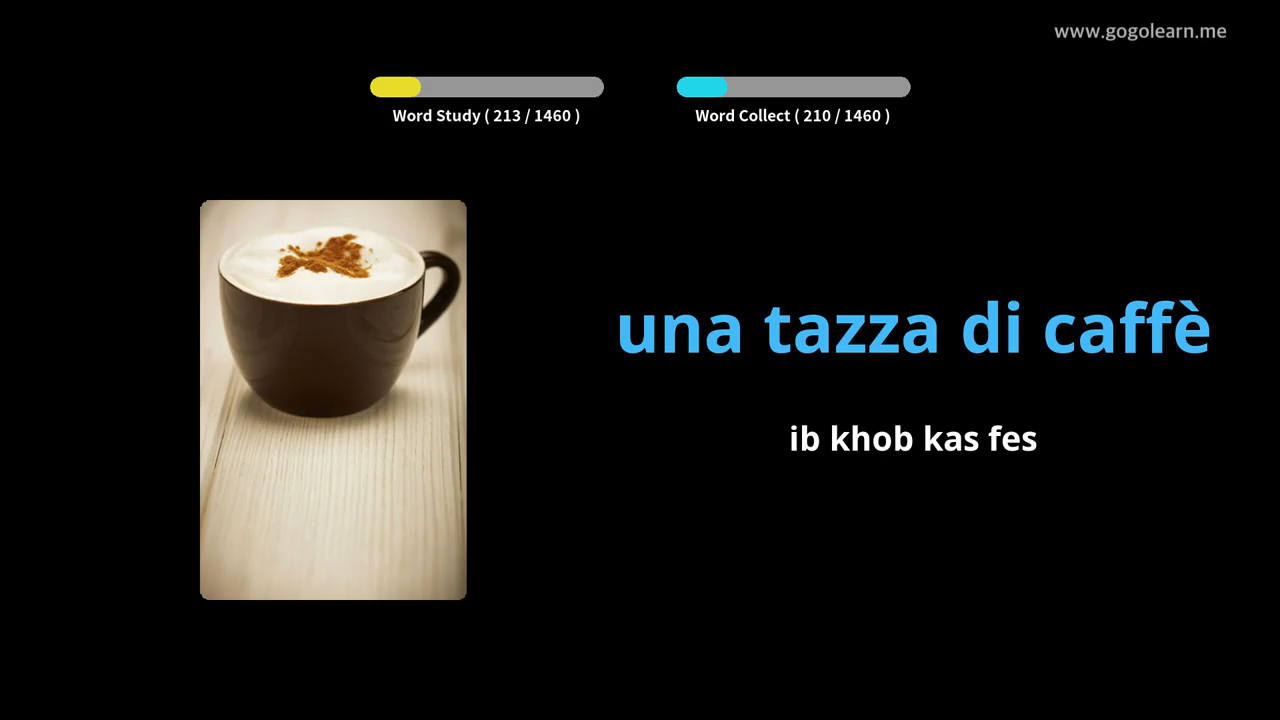 www.gogolearn.me
Word Study ( 213 / 1460 )
Word Collect ( 210 / 1460 )
una tazza di caffè
ib khob kas fes